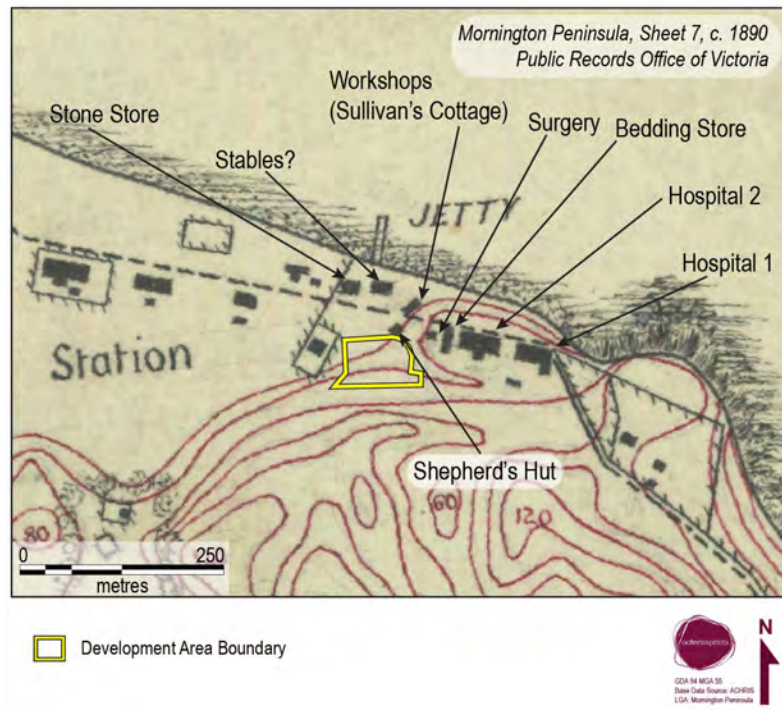 Mornington Peninsula, Sheet 7, c. 1890
Public Records Office of Victoria
Workshops
(Sullivan's Cottage)
Stone Store
Surgery
Bedding Store
Stables?
JETTY
Hospital 2
Hospital 1
Station
Shepherd's Hut
80
60
120
0 250
metres
Development Area Boundary
N
GDA 94 MGA 55
Base Data Source: ACHRIS
LGA: Mornington Peninsula